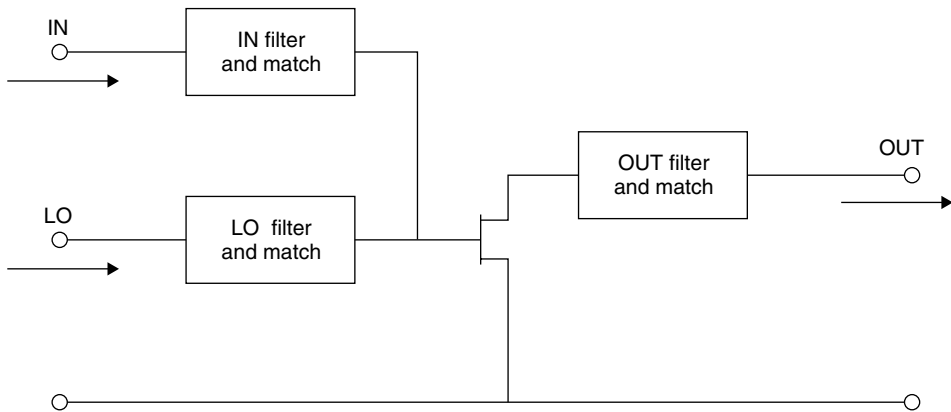 IN
IN filter
and match
LO
LO filter
and match
OUT filter
and match
OUT